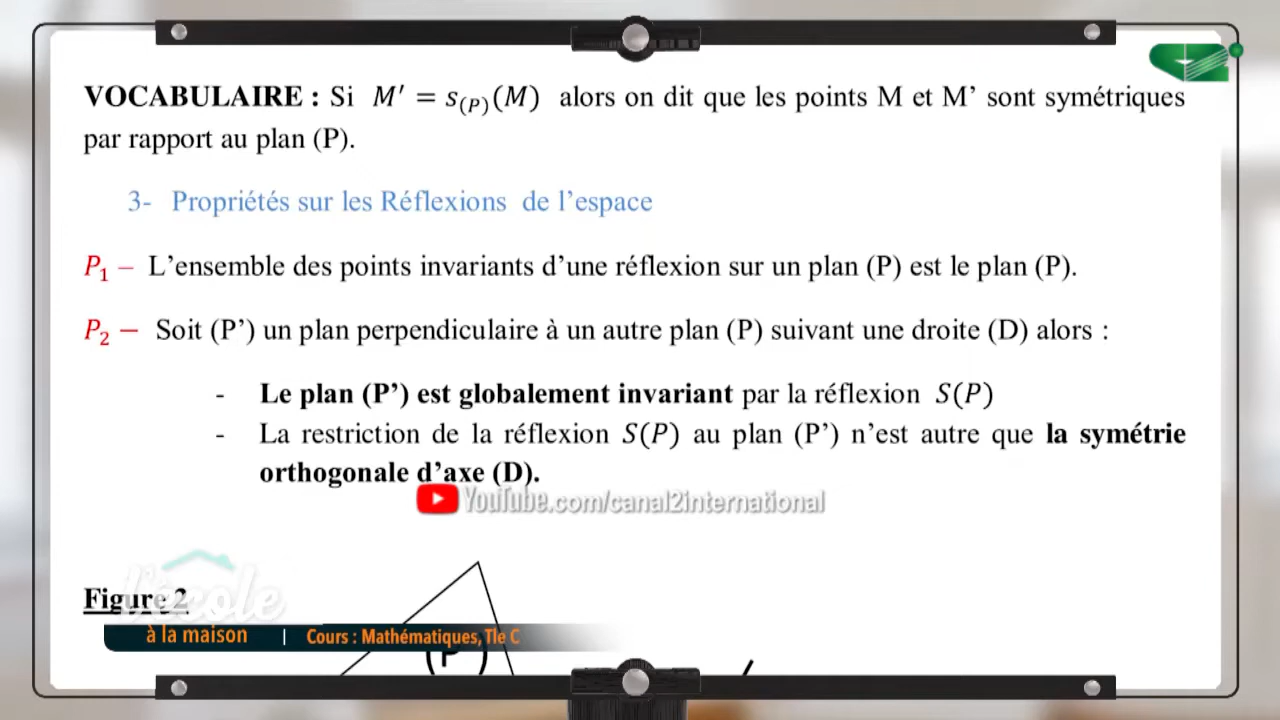 VOCABULAIRE : Si M′ = s(P)(M) alors on dit que les points M et M’ sont symétriques
par rapport au plan (P).
3- Propriétés sur les Réflexions de l’espace
P1 – L’ensemble des points invariants d’une réflexion sur un plan (P) est le plan (P).
P2 – Soit (P’) un plan perpendiculaire à un autre plan (P) suivant une droite (D) alors :
- Le plan (P’) est globalement invariant par la réflexion S(P)
- La restriction de la réflexion S(P) au plan (P’) n’est autre que la symétrie
orthogonale d’axe (D).
YouTube.com/canal2international
Figure 2
l'école
à la maison | Cours : Mathématiques, Tle C